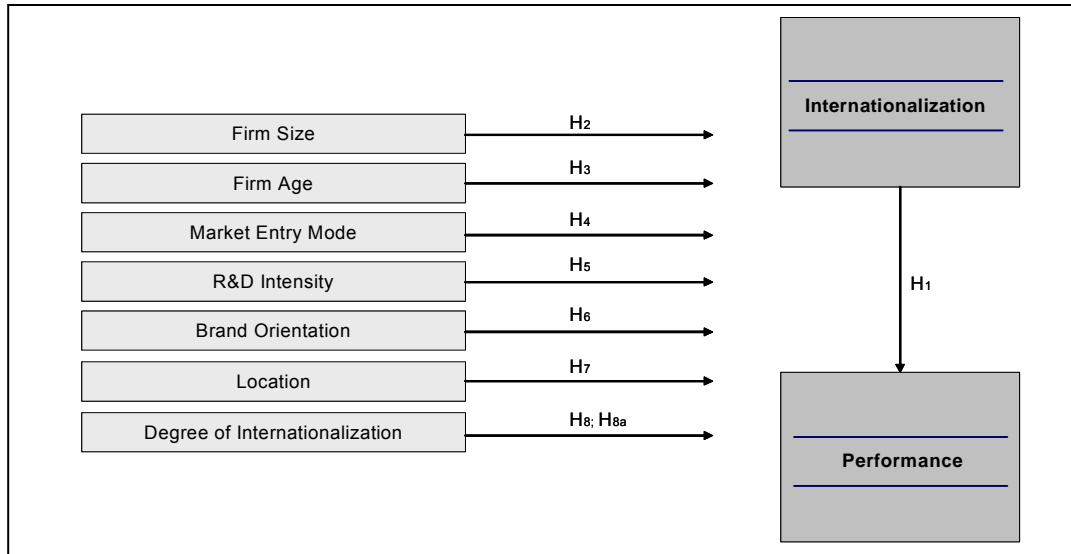 Internationalization
Firm Size
H2
Firm Age
H3
Market Entry Mode
H4
R&D Intensity
H5
H1
Brand Orientation
H6
Location
H7
Degree of Internationalization
H8; H8a
Performance